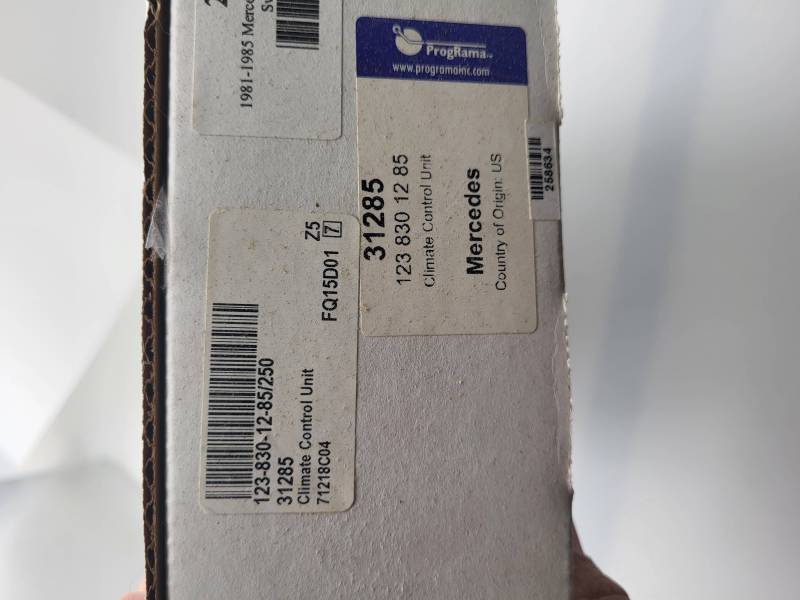 1981-1985
ProgRama
www.programainc.com
31285
123 830 12 85
Climate Control Unit
Mercedes
Country of Origin: US
258634
123-830-12-85/250
31285
Climate Control Unit
71218C04
FQ15D01
Z5
7